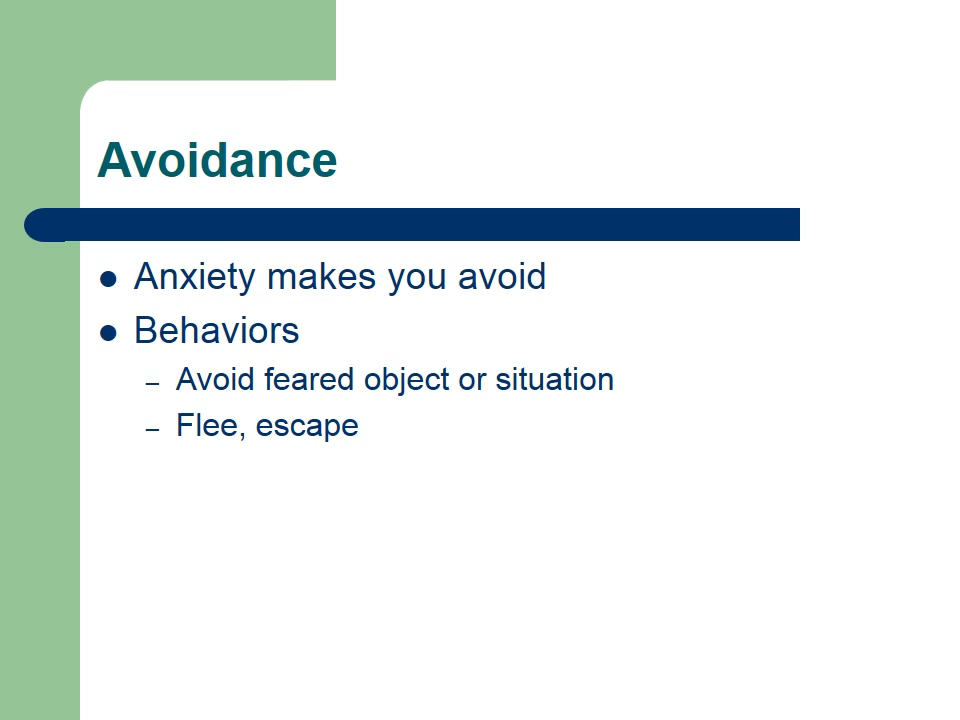 Avoidance
● Anxiety makes you avoid
● Behaviors
– Avoid feared object or situation
– Flee, escape